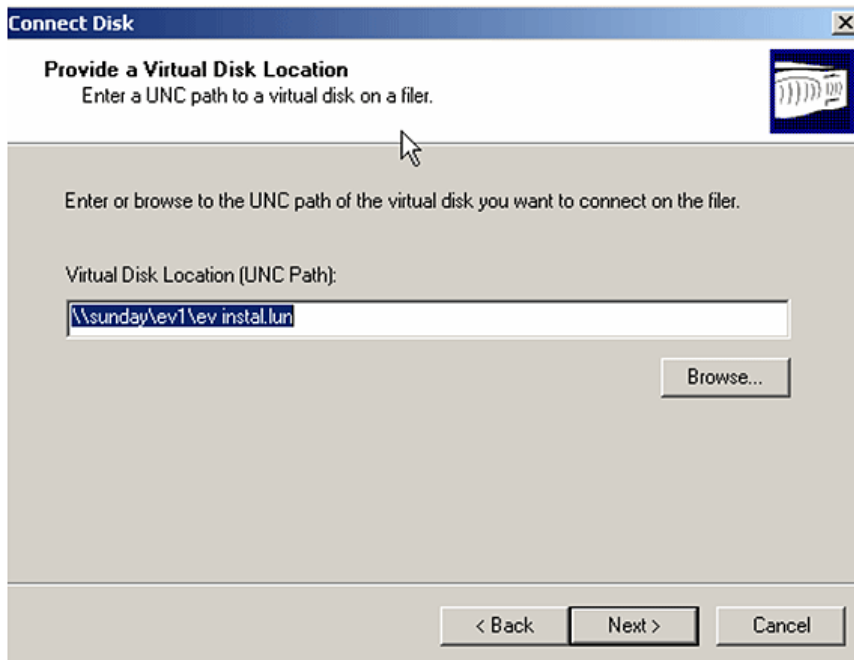 Connect Disk
Provide a Virtual Disk Location
Enter a UNC path to a virtual disk on a filer.
Enter or browse to the UNC path of the virtual disk you want to connect on the filer.
Virtual Disk Location (UNC Path):
\\sunday\ev1\ev instal.lun
Browse...
< Back
Next >
Cancel